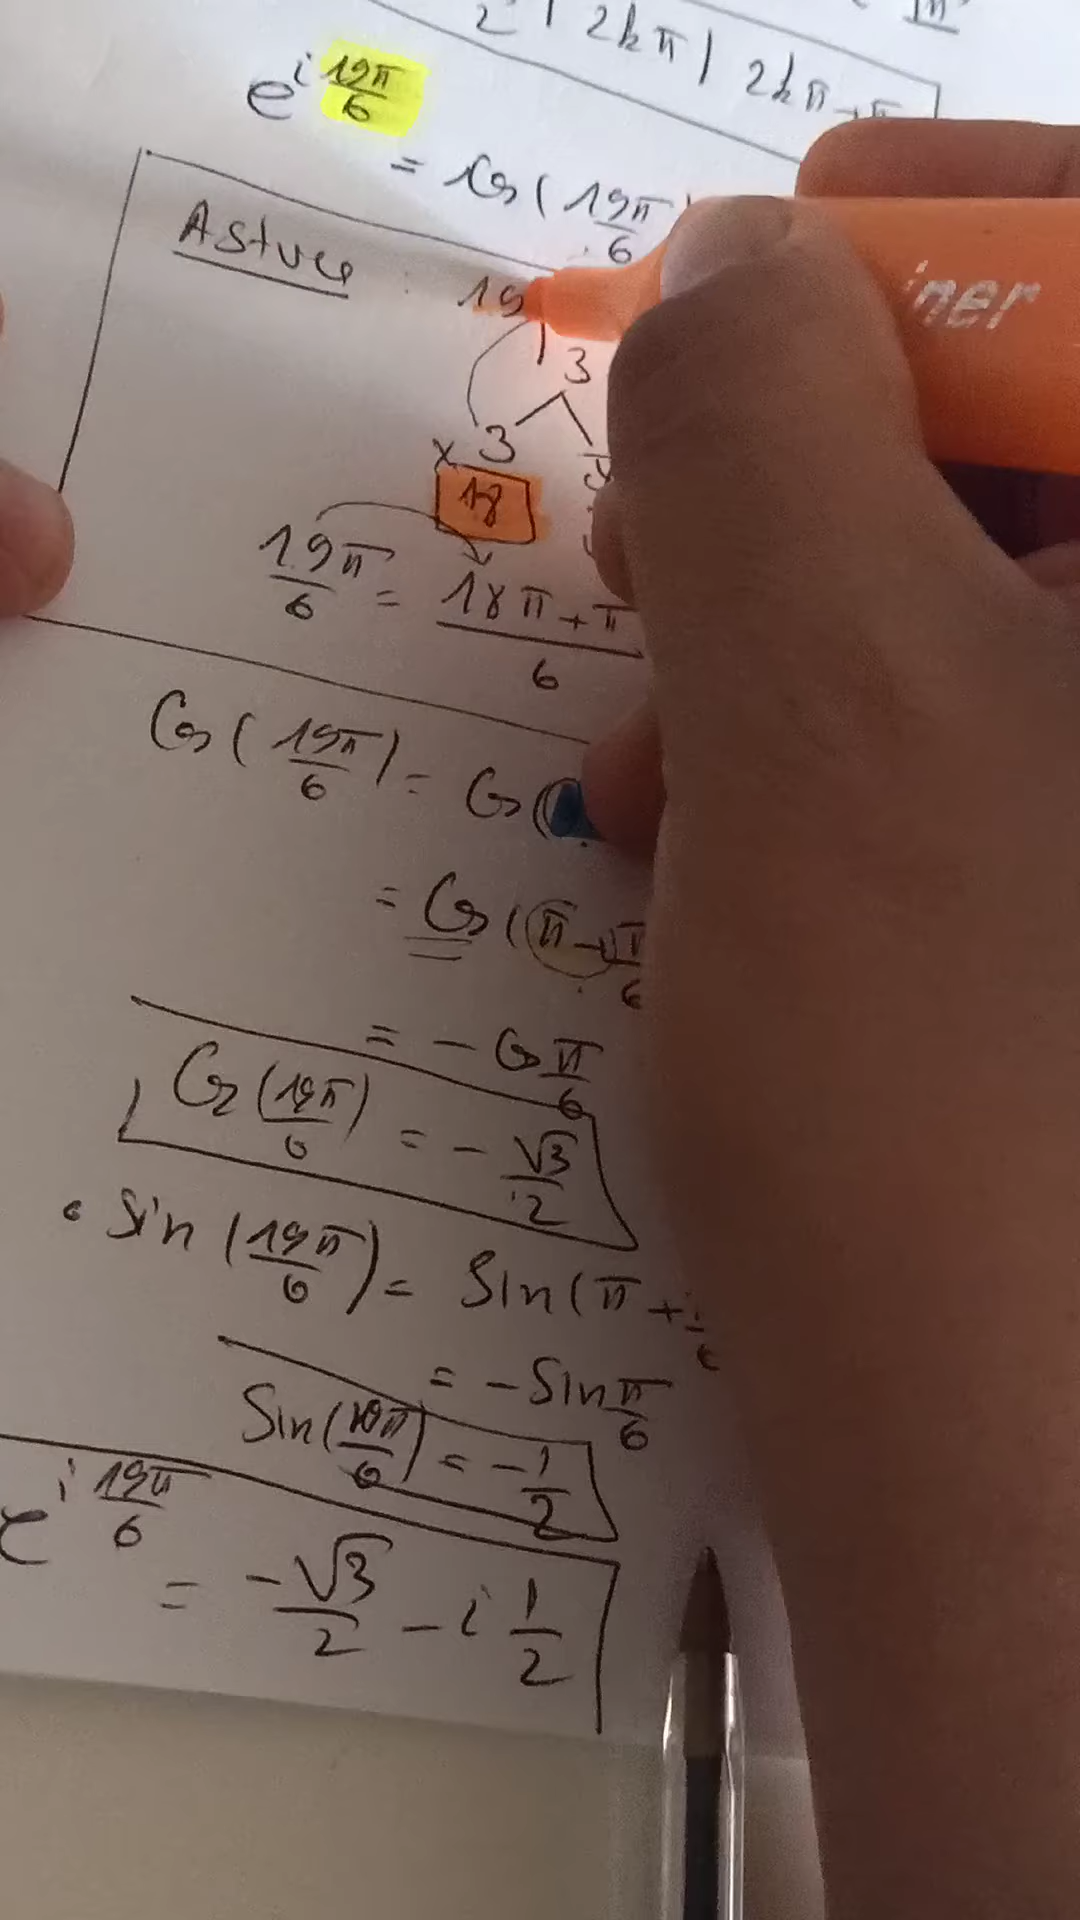 2kπ | 2kπ + π
e^{i 19π/6}
= cos( 19π/6
iner
Astuce : 19
3
× 3
18
19π/6 = (18π + π)/6
Cos( 19π/6 ) = Cos(
= Cos( π + π/6
= - Cos π/6
Cos( 19π/6 ) = - √3/2
• Sin ( 19π/6 ) = Sin( π +
= - Sin π/6
Sin( 19π/6 ) = - 1/2
e^{i 19π/6} = - √3/2 - i 1/2